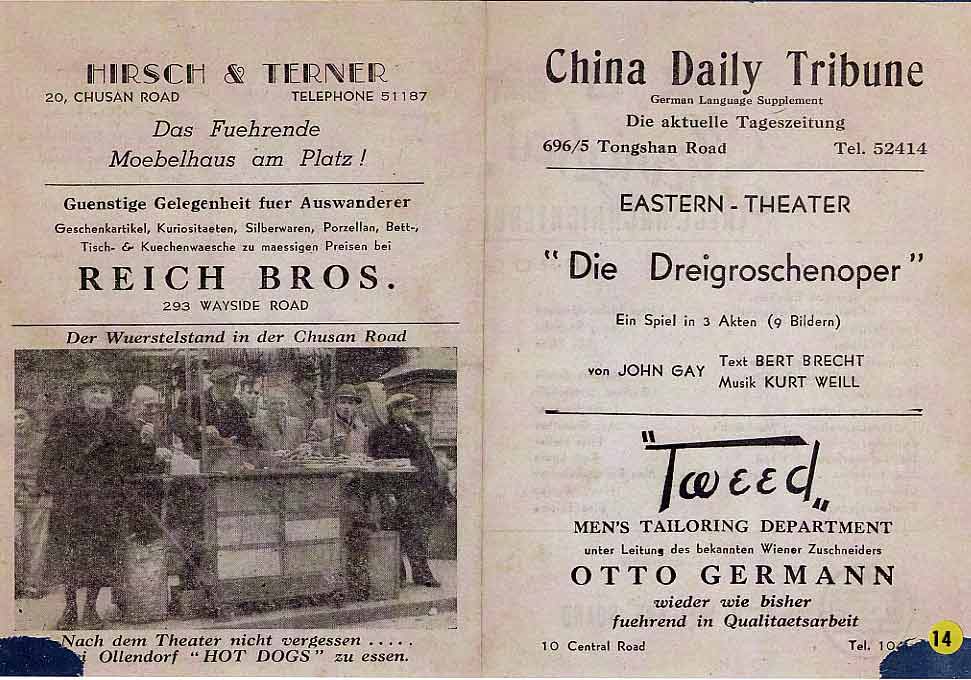 HIRSCH & TERNER
20, CHUSAN ROAD TELEPHONE 51187
Das Fuehrende
Moebelhaus am Platz !
Guenstige Gelegenheit fuer Auswanderer
Geschenkartikel, Kuriositaeten, Silberwaren, Porzellan, Bett-,
Tisch- & Kuechenwaesche zu maessigen Preisen bei
REICH BROS.
293 WAYSIDE ROAD
Der Wuerstelstand in der Chusan Road
Nach dem Theater nicht vergessen .....
Ollendorf "HOT DOGS" zu essen.
China Daily Tribune
German Language Supplement
Die aktuelle Tageszeitung
696/5 Tongshan Road Tel. 52414
EASTERN - THEATER
"Die Dreigroschenoper"
Ein Spiel in 3 Akten (9 Bildern)
von JOHN GAY Text BERT BRECHT
Musik KURT WEILL
"Tweed"
MEN'S TAILORING DEPARTMENT
unter Leitung des bekannten Wiener Zuschneiders
OTTO GERMANN
wieder wie bisher
fuehrend in Qualitaetsarbeit
10 Central Road Tel. 10
14